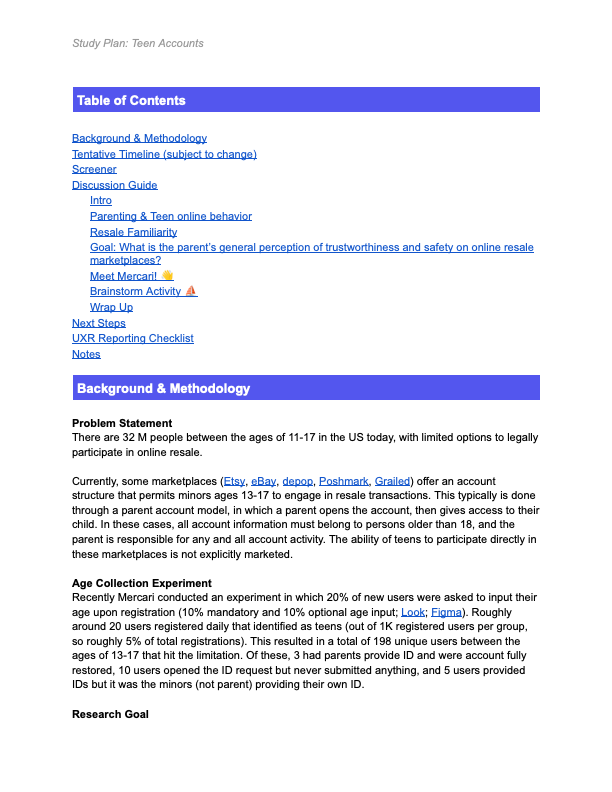 Study Plan: Teen Accounts
Table of Contents
Background & Methodology
Tentative Timeline (subject to change)
Screener
Discussion Guide
Intro
Parenting & Teen online behavior
Resale Familiarity
Goal: What is the parent's general perception of trustworthiness and safety on online resale
marketplaces?
Meet Mercari! 👋
Brainstorm Activity ⛵
Wrap Up
Next Steps
UXR Reporting Checklist
Notes
Background & Methodology
Problem Statement
There are 32 M people between the ages of 11-17 in the US today, with limited options to legally
participate in online resale.
Currently, some marketplaces (Etsy, eBay, depop, Poshmark, Grailed) offer an account
structure that permits minors ages 13-17 to engage in resale transactions. This typically is done
through a parent account model, in which a parent opens the account, then gives access to their
child. In these cases, all account information must belong to persons older than 18, and the
parent is responsible for any and all account activity. The ability of teens to participate directly in
these marketplaces is not explicitly marketed.
Age Collection Experiment
Recently Mercari conducted an experiment in which 20% of new users were asked to input their
age upon registration (10% mandatory and 10% optional age input; Look; Figma). Roughly
around 20 users registered daily that identified as teens (out of 1K registered users per group,
so roughly 5% of total registrations). This resulted in a total of 198 unique users between the
ages of 13-17 that hit the limitation. Of these, 3 had parents provide ID and were account fully
restored, 10 users opened the ID request but never submitted anything, and 5 users provided
IDs but it was the minors (not parent) providing their own ID.
Research Goal